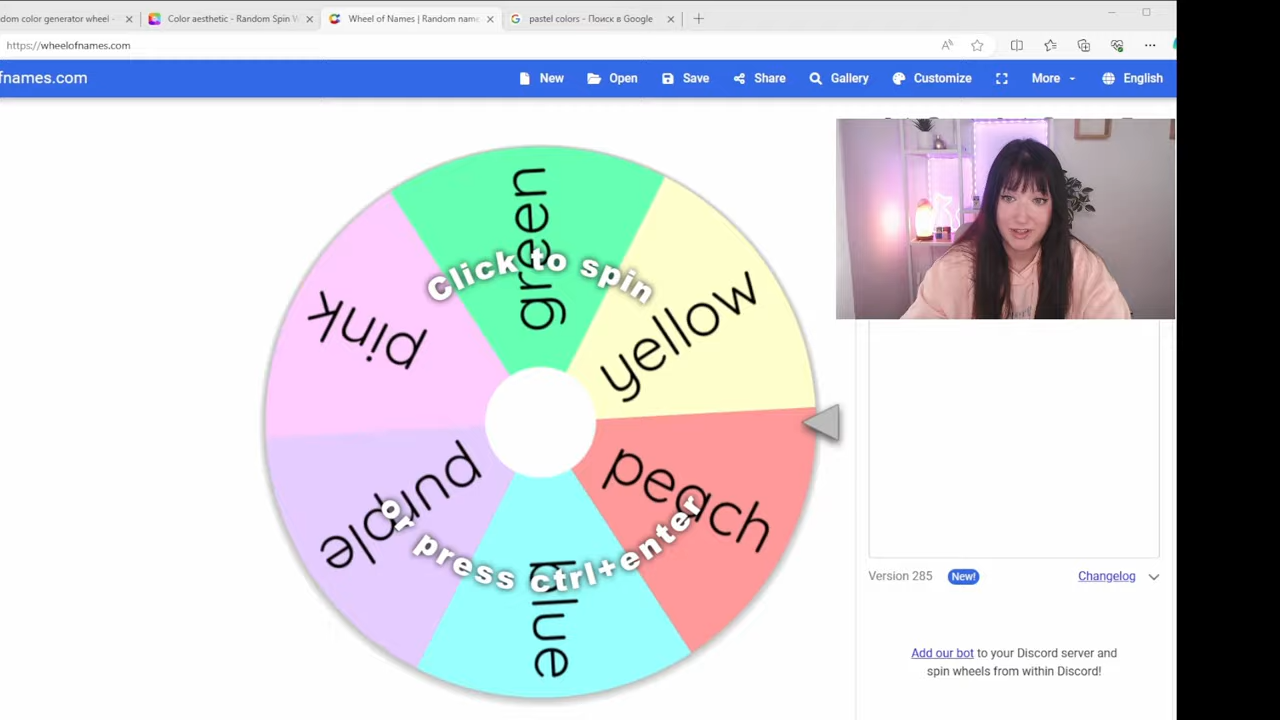 dom color generator wheel -
Color aesthetic - Random Spin W
Wheel of Names | Random name
pastel colors - Поиск в Google
https://wheelofnames.com
fnames.com
New
Open
Save
Share
Gallery
Customize
More
English
green
yellow
peach
blue
purple
pink
Click to spin
or press ctrl+enter
Version 285
New!
Changelog
Add our bot to your Discord server and
spin wheels from within Discord!